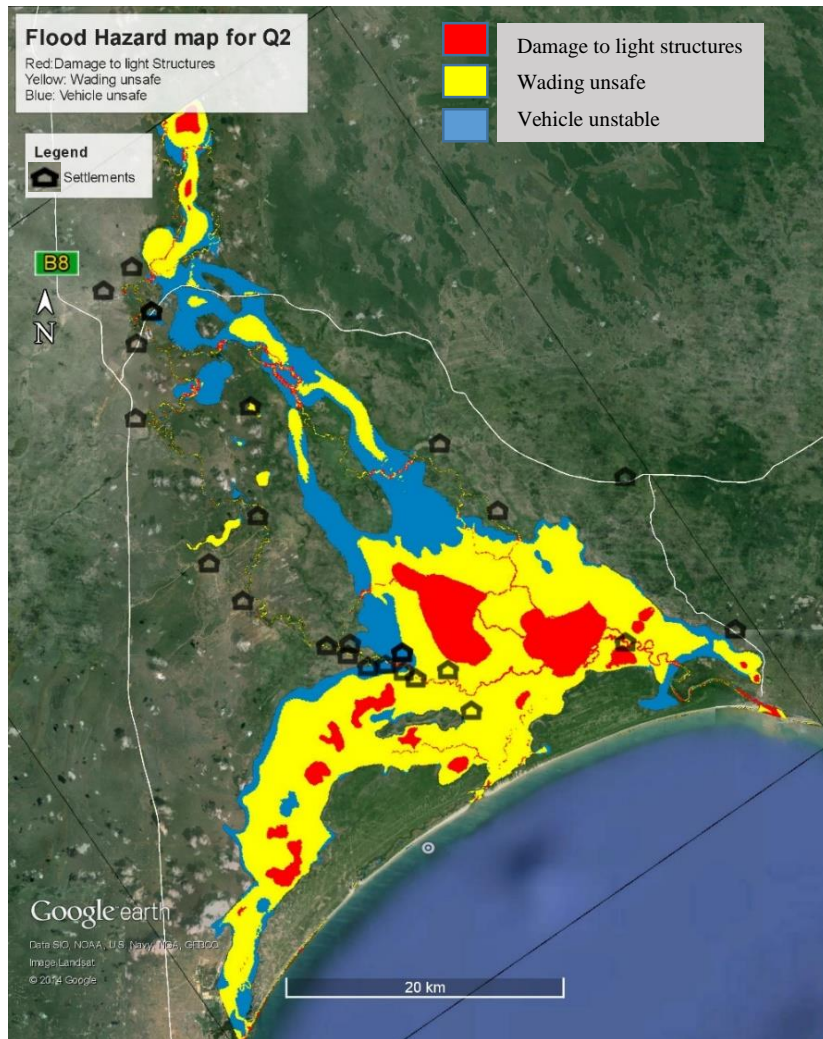 Flood Hazard map for Q2
Red:Damage to light Structures
Yellow: Wading unsafe
Blue: Vehicle unsafe
Damage to light structures
Wading unsafe
Vehicle unstable
Legend
Settlements
B8
N
Google earth
Data SIO, NOAA, U.S. Navy, NGA, GEBCO
Image Landsat
© 2014 Google
20 km